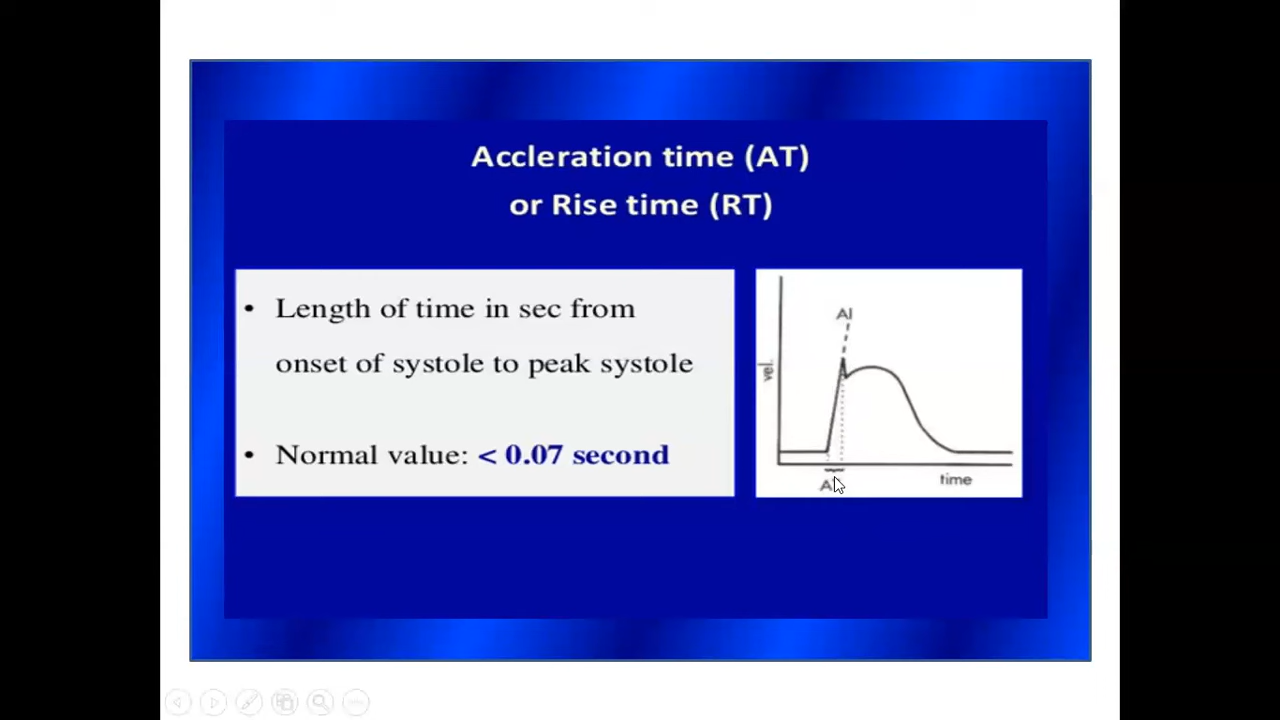 Accleration time (AT)
or Rise time (RT)
• Length of time in sec from
onset of systole to peak systole
• Normal value: < 0.07 second
AI
vel.
time